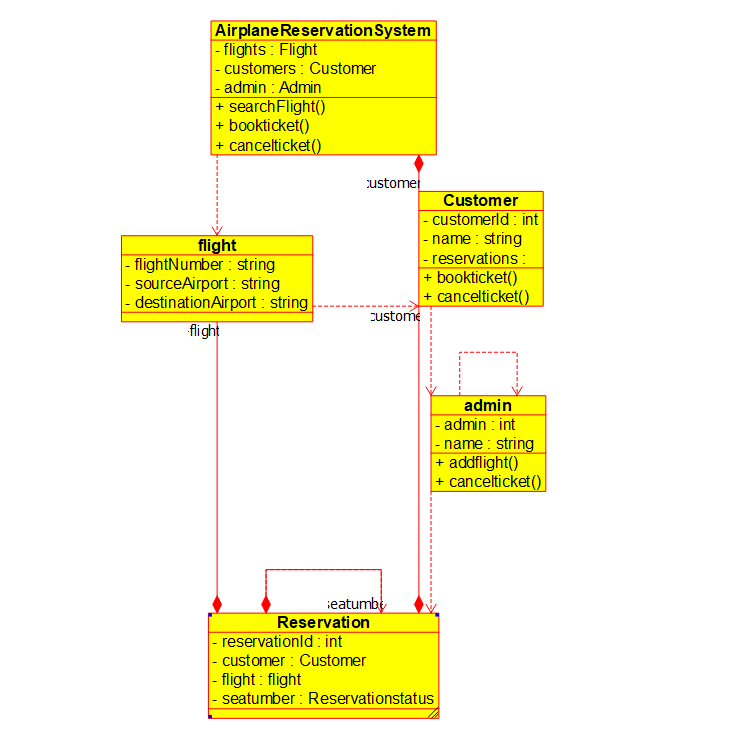 AirplaneReservationSystem
- flights : Flight
- customers : Customer
- admin : Admin
+ searchFlight()
+ bookticket()
+ cancelticket()
customer
Customer
- customerId : int
- name : string
- reservations :
+ bookticket()
+ cancelticket()
flight
- flightNumber : string
- sourceAirport : string
- destinationAirport : string
-flight
custome
admin
- admin : int
- name : string
+ addflight()
+ cancelticket()
seatumbe
Reservation
- reservationId : int
- customer : Customer
- flight : flight
- seatumber : Reservationstatus